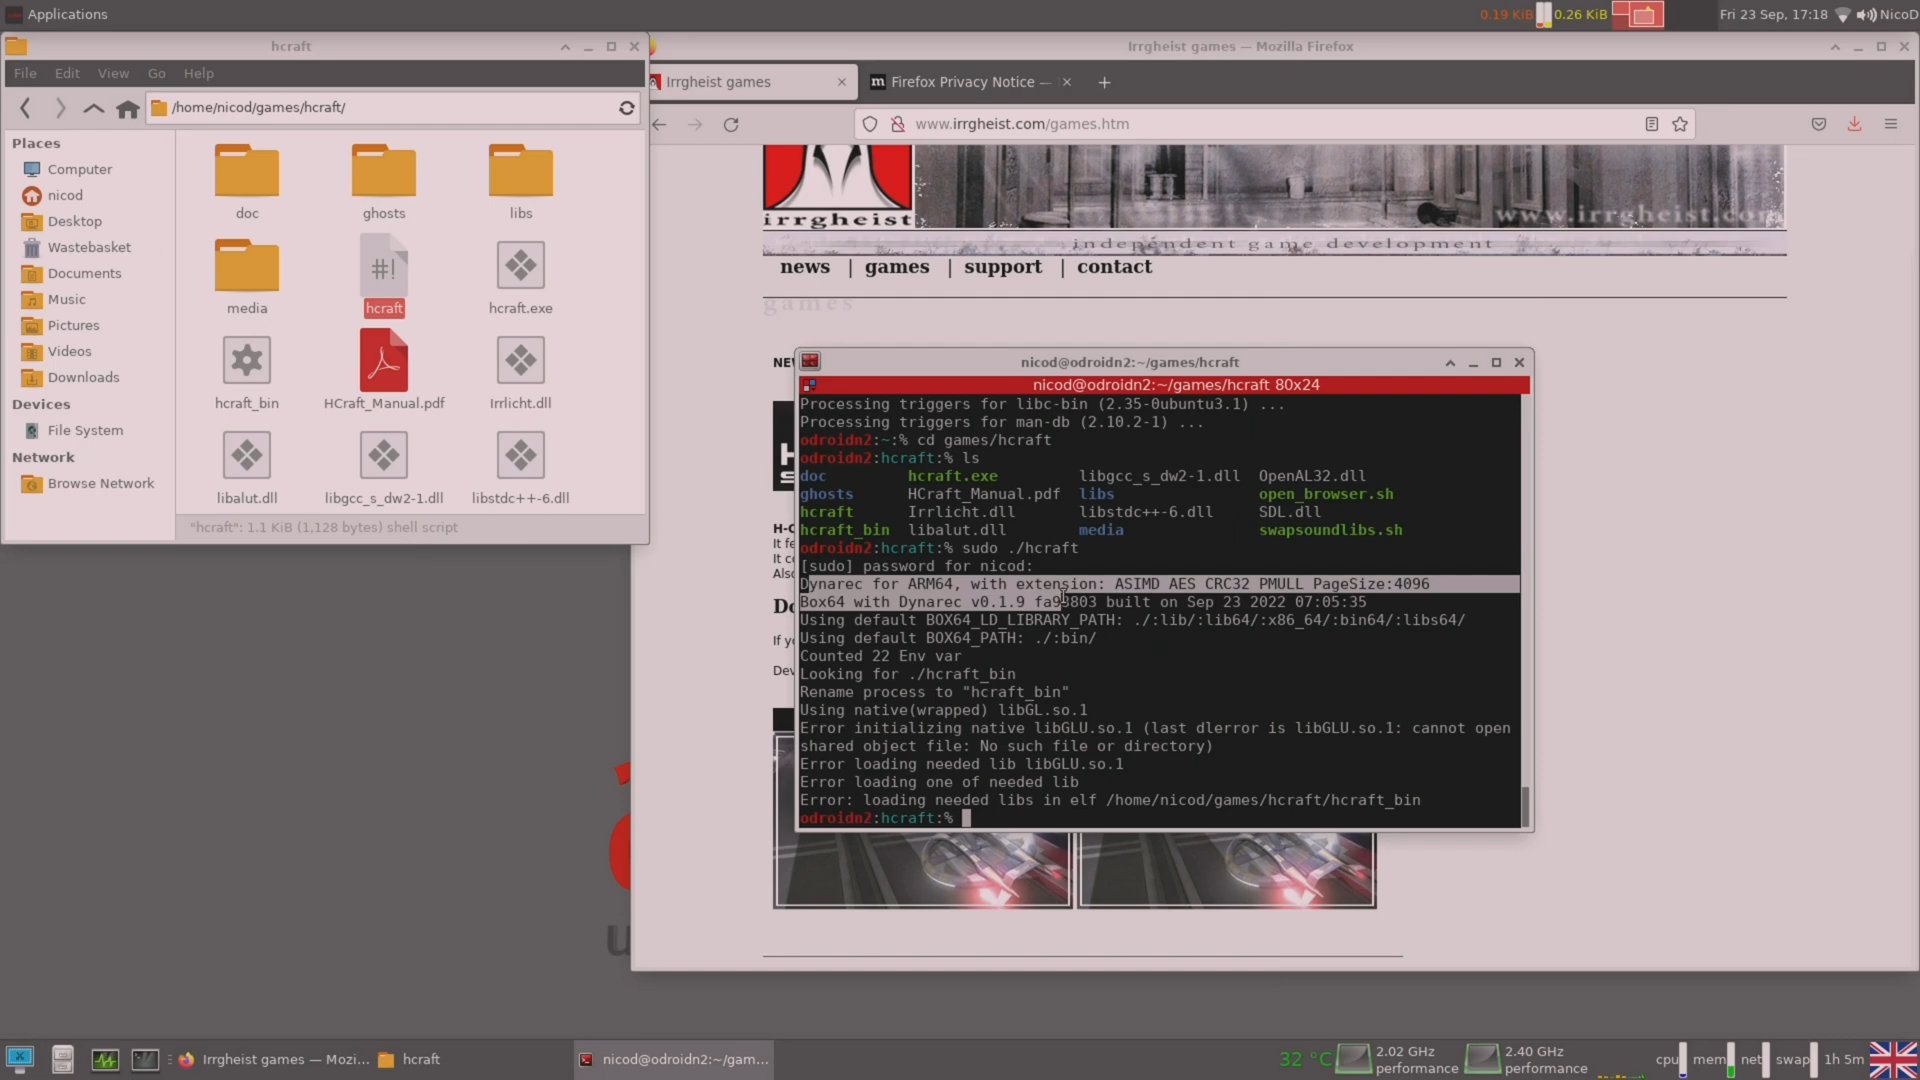 Applications
0.19 KiB 0.26 KiB
Fri 23 Sep, 17:18 NicoD
hcraft
File Edit View Go Help
/home/nicod/games/hcraft/
Places
Computer
nicod
Desktop
Wastebasket
Documents
Music
Pictures
Videos
Downloads
Devices
File System
Network
Browse Network
doc ghosts libs
#!
media hcraft hcraft.exe
hcraft_bin HCraft_Manual.pdf Irrlicht.dll
libalut.dll libgcc_s_dw2-1.dll libstdc++-6.dll
"hcraft": 1.1 KiB (1,128 bytes) shell script
Irrgheist games — Mozilla Firefox
Irrgheist games
m Firefox Privacy Notice —
www.irrgheist.com/games.htm
irrgheist
www.irrgheist.com
independent game development
news | games | support | contact
games
H-C
It fe
It c
Also
If y
Dev
nicod@odroidn2:~/games/hcraft
nicod@odroidn2:~/games/hcraft 80x24
Processing triggers for libc-bin (2.35-0ubuntu3.1) ...
Processing triggers for man-db (2.10.2-1) ...
odroidn2:~:% cd games/hcraft
odroidn2:hcraft:% ls
doc hcraft.exe libgcc_s_dw2-1.dll OpenAL32.dll
ghosts HCraft_Manual.pdf libs open_browser.sh
hcraft Irrlicht.dll libstdc++-6.dll SDL.dll
hcraft_bin libalut.dll media swapsoundlibs.sh
odroidn2:hcraft:% sudo ./hcraft
[sudo] password for nicod:
Dynarec for ARM64, with extension: ASIMD AES CRC32 PMULL PageSize:4096
Box64 with Dynarec v0.1.9 built on Sep 23 2022 07:05:35
Using default BOX64_LD_LIBRARY_PATH: ./:lib/:lib64/:x86_64/:bin64/:libs64/
Using default BOX64_PATH: ./:bin/
Counted 22 Env var
Looking for ./hcraft_bin
Rename process to "hcraft_bin"
Using native(wrapped) libGL.so.1
Error initializing native libGLU.so.1 (last dlerror is libGLU.so.1: cannot open
shared object file: No such file or directory)
Error loading needed lib libGLU.so.1
Error loading one of needed lib
Error: loading needed libs in elf /home/nicod/games/hcraft/hcraft_bin
odroidn2:hcraft:%
Irrgheist games — Mozi...
hcraft
nicod@odroidn2:~/gam...
32 °C
2.02 GHz
performance
2.40 GHz
performance
cpu mem net swap 1h 5m